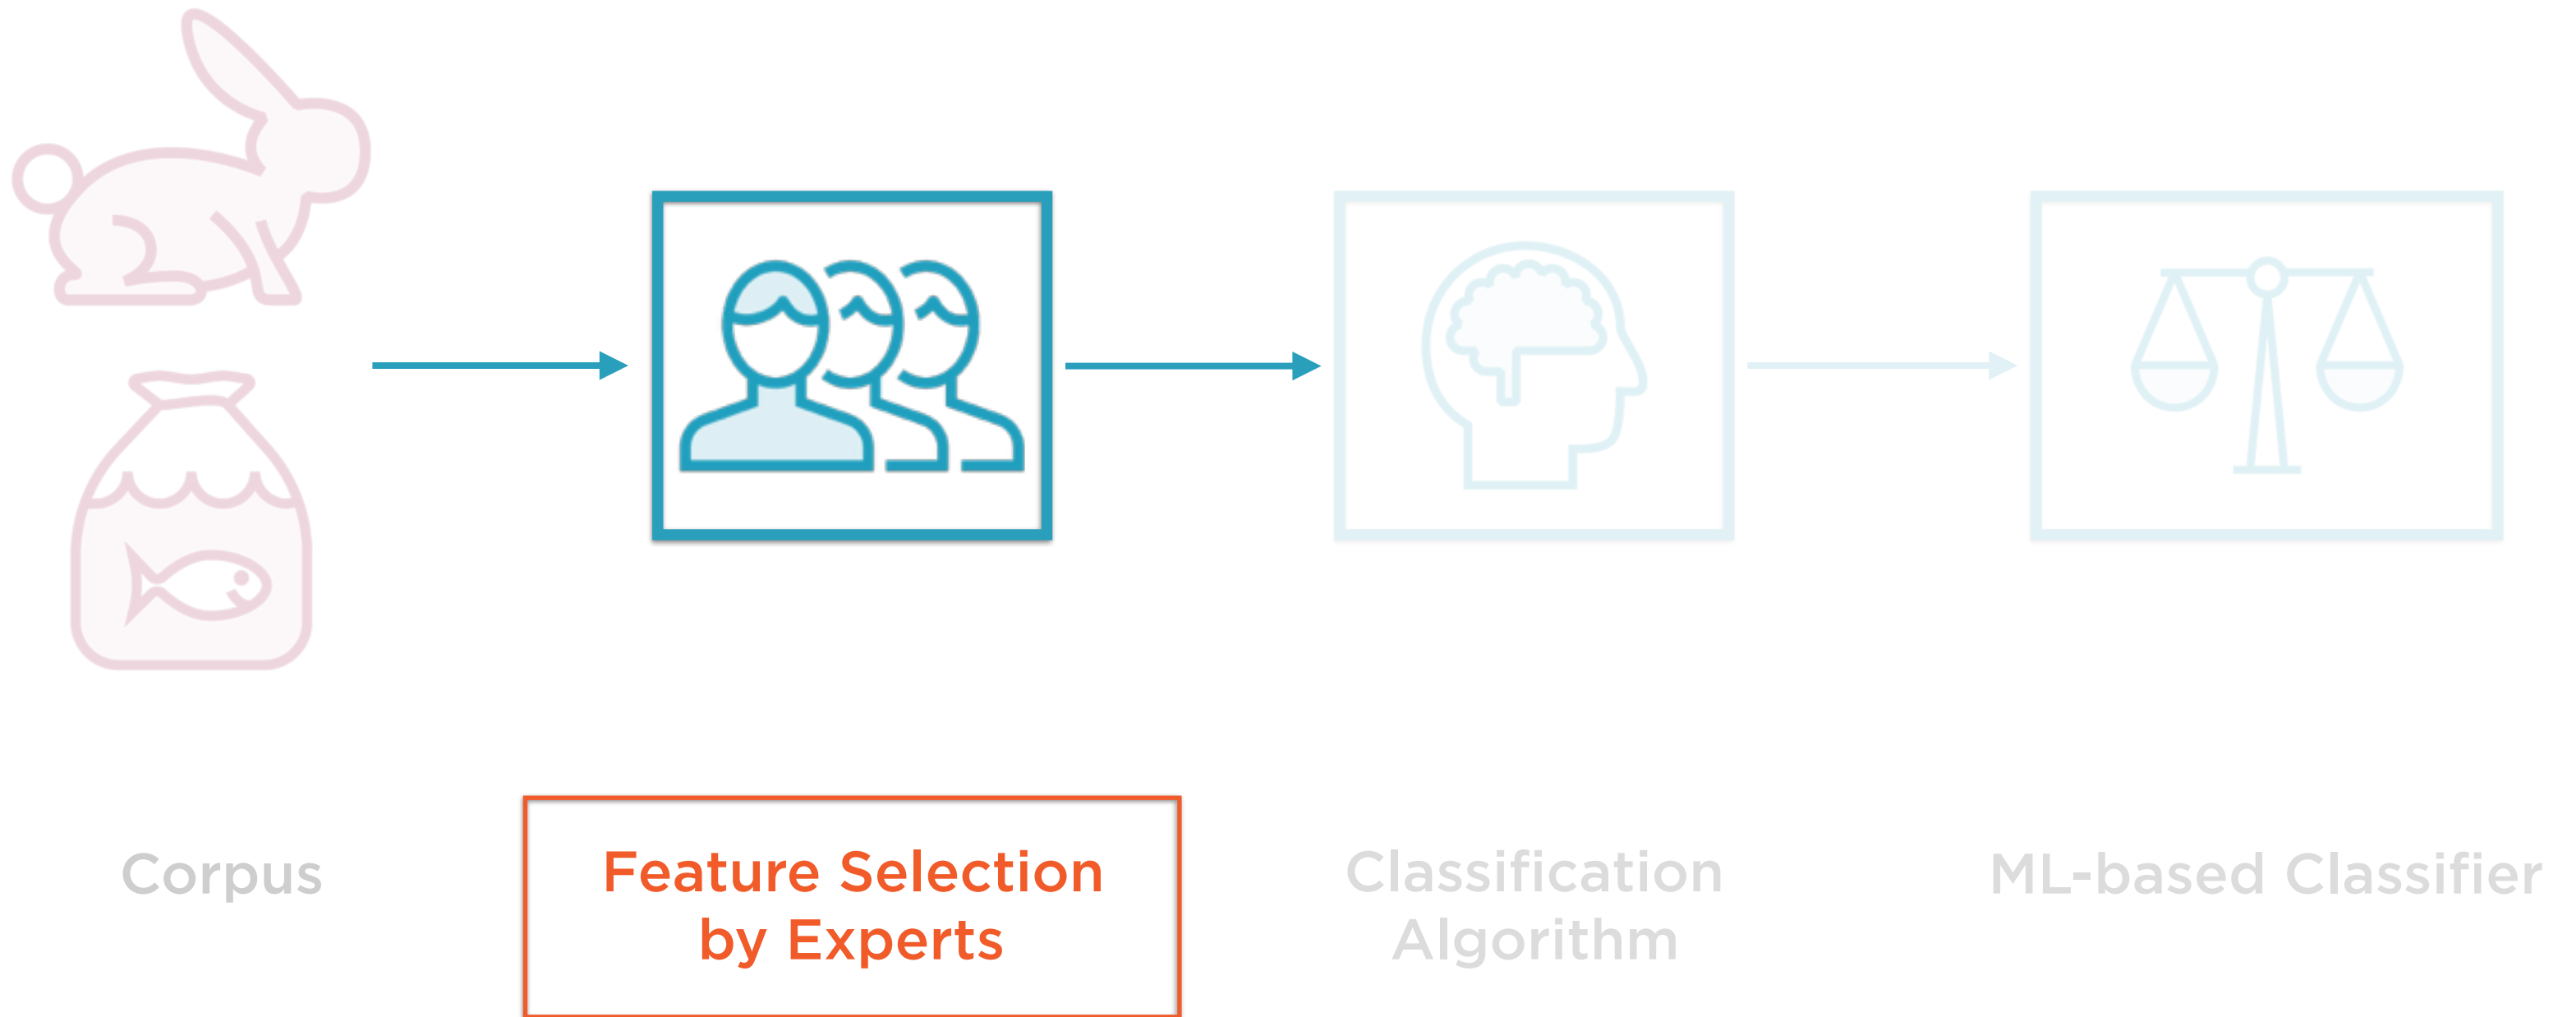 Corpus
Feature Selection
by Experts
Classification
Algorithm
ML-based Classifier